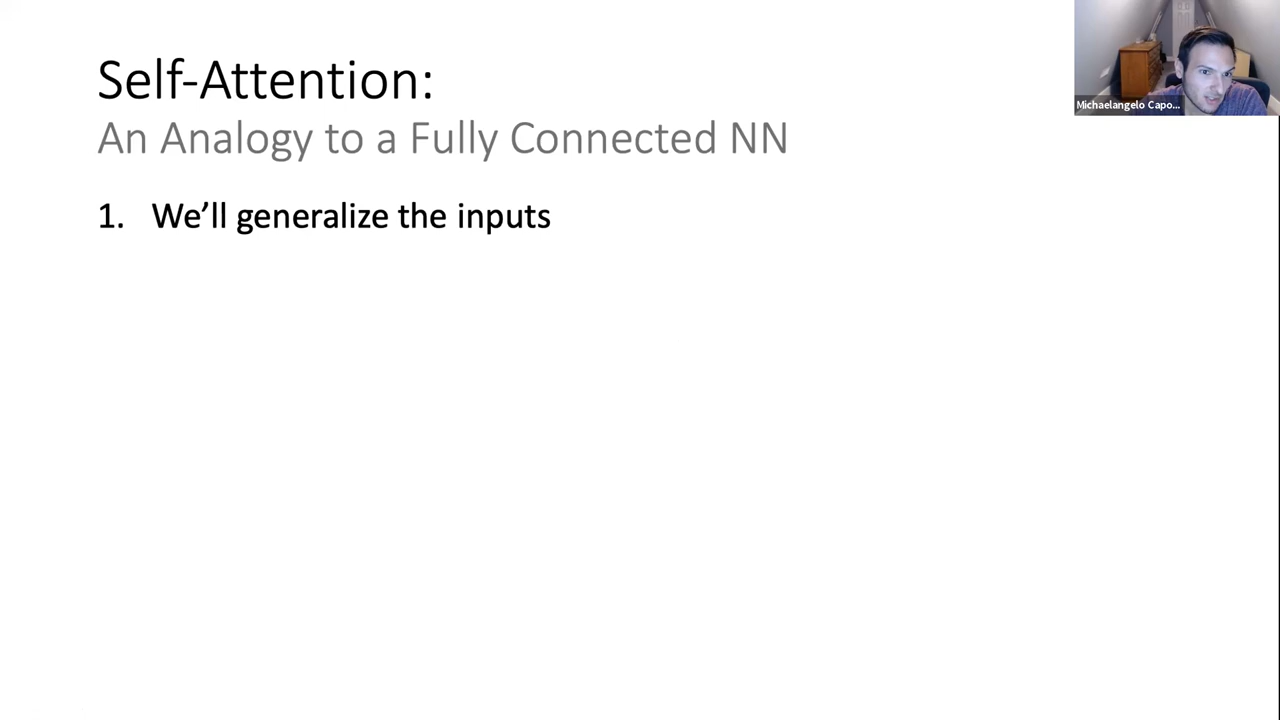 Self-Attention:
An Analogy to a Fully Connected NN
1. We’ll generalize the inputs
Michaelangelo Capo...